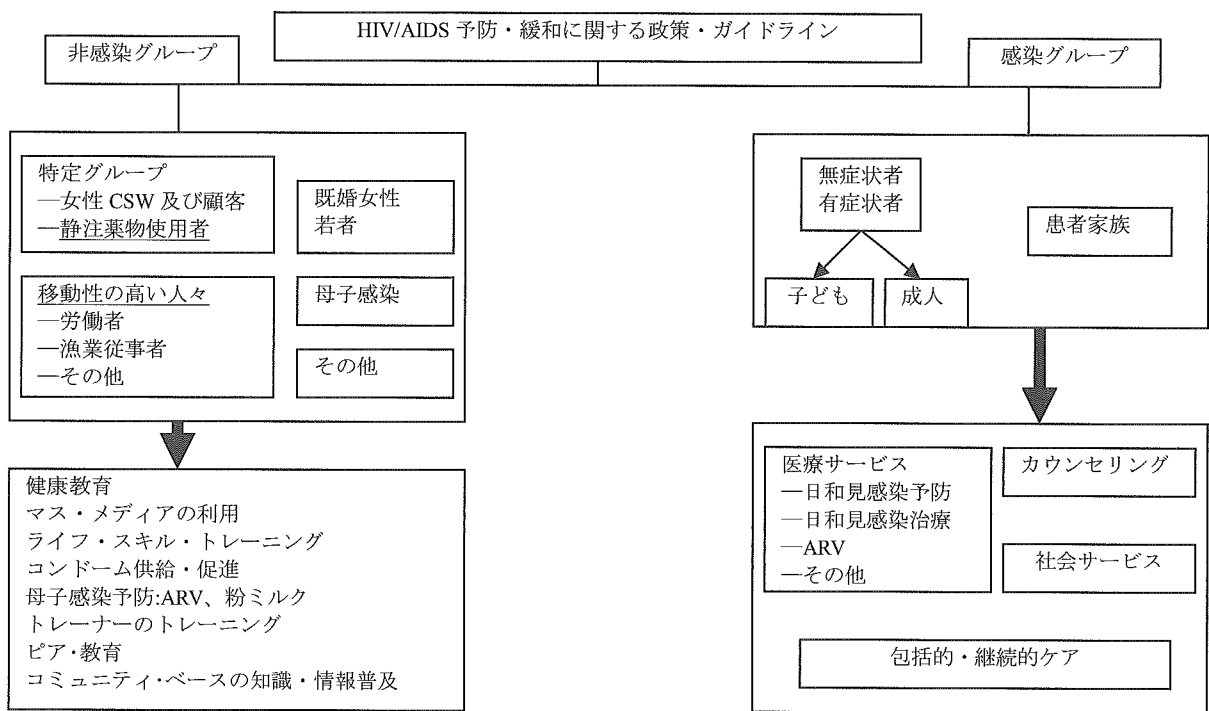 HIV/AIDS 予防・緩和に関する政策・ガイドライン
非感染グループ
感染グループ
特定グループ
―女性 CSW 及び顧客
―静注薬物使用者
既婚女性
若者
移動性の高い人々
―労働者
―漁業従事者
―その他
母子感染
その他
健康教育
マス・メディアの利用
ライフ・スキル・トレーニング
コンドーム供給・促進
母子感染予防:ARV、粉ミルク
トレーナーのトレーニング
ピア・教育
コミュニティ・ベースの知識・情報普及
無症状者
有症状者
子ども
成人
患者家族
医療サービス
―日和見感染予防
―日和見感染治療
―ARV
―その他
カウンセリング
社会サービス
包括的・継続的ケア